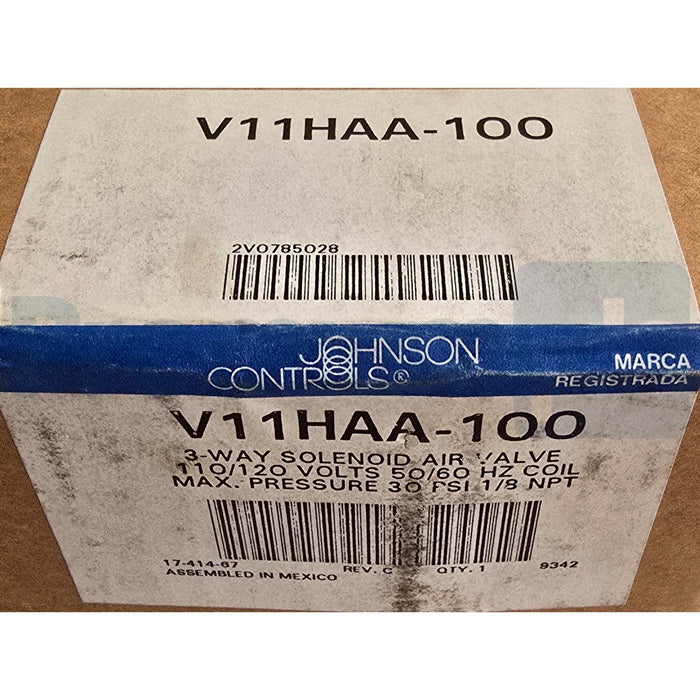 V11HAA-100
2V0785028
JOHNSON
CONTROLS®
MARCA
REGISTRADA
V11HAA-100
3-WAY SOLENOID AIR VALVE
110/120 VOLTS 50/60 HZ COIL
MAX. PRESSURE 30 PSI 1/8 NPT
17-414-67 REV. C QTY. 1 9342
ASSEMBLED IN MEXICO